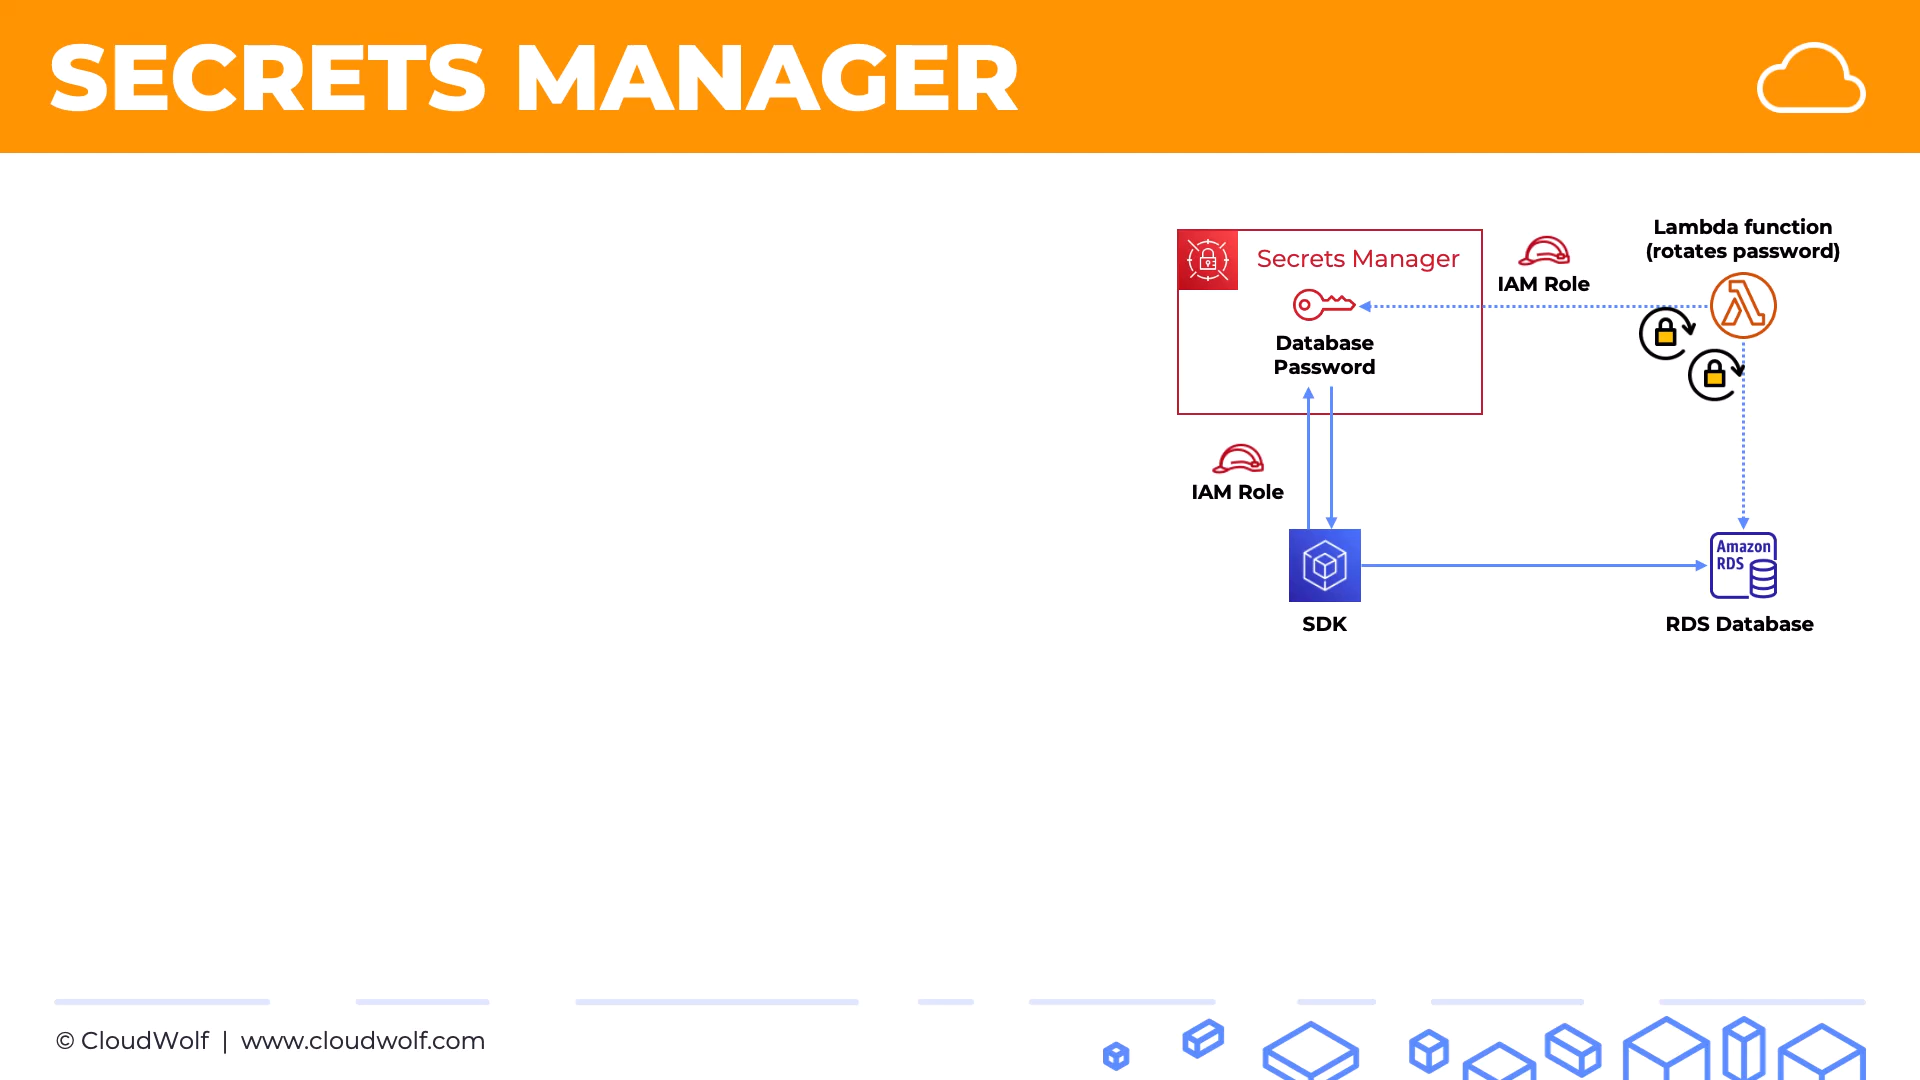 SECRETS MANAGER
Lambda function
(rotates password)
Secrets Manager
IAM Role
Database
Password
IAM Role
Amazon
RDS
SDK
RDS Database
© CloudWolf | www.cloudwolf.com